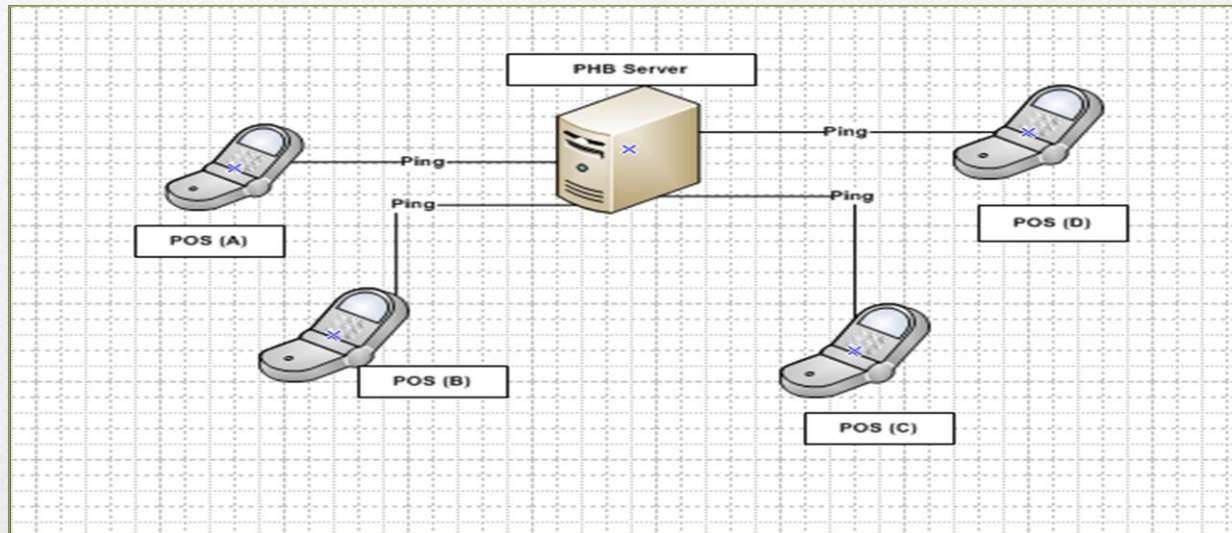 PHB Server
Ping
Ping
Ping
Ping
POS (A)
POS (D)
POS (B)
POS (C)